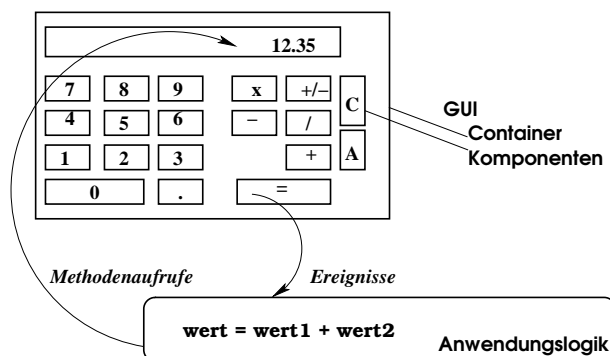 12.35
7 8 9 x +/−
C
4 5 6 − /
GUI
Container
1 2 3 + A
Komponenten
0 . =
Methodenaufrufe Ereignisse
wert = wert1 + wert2
Anwendungslogik